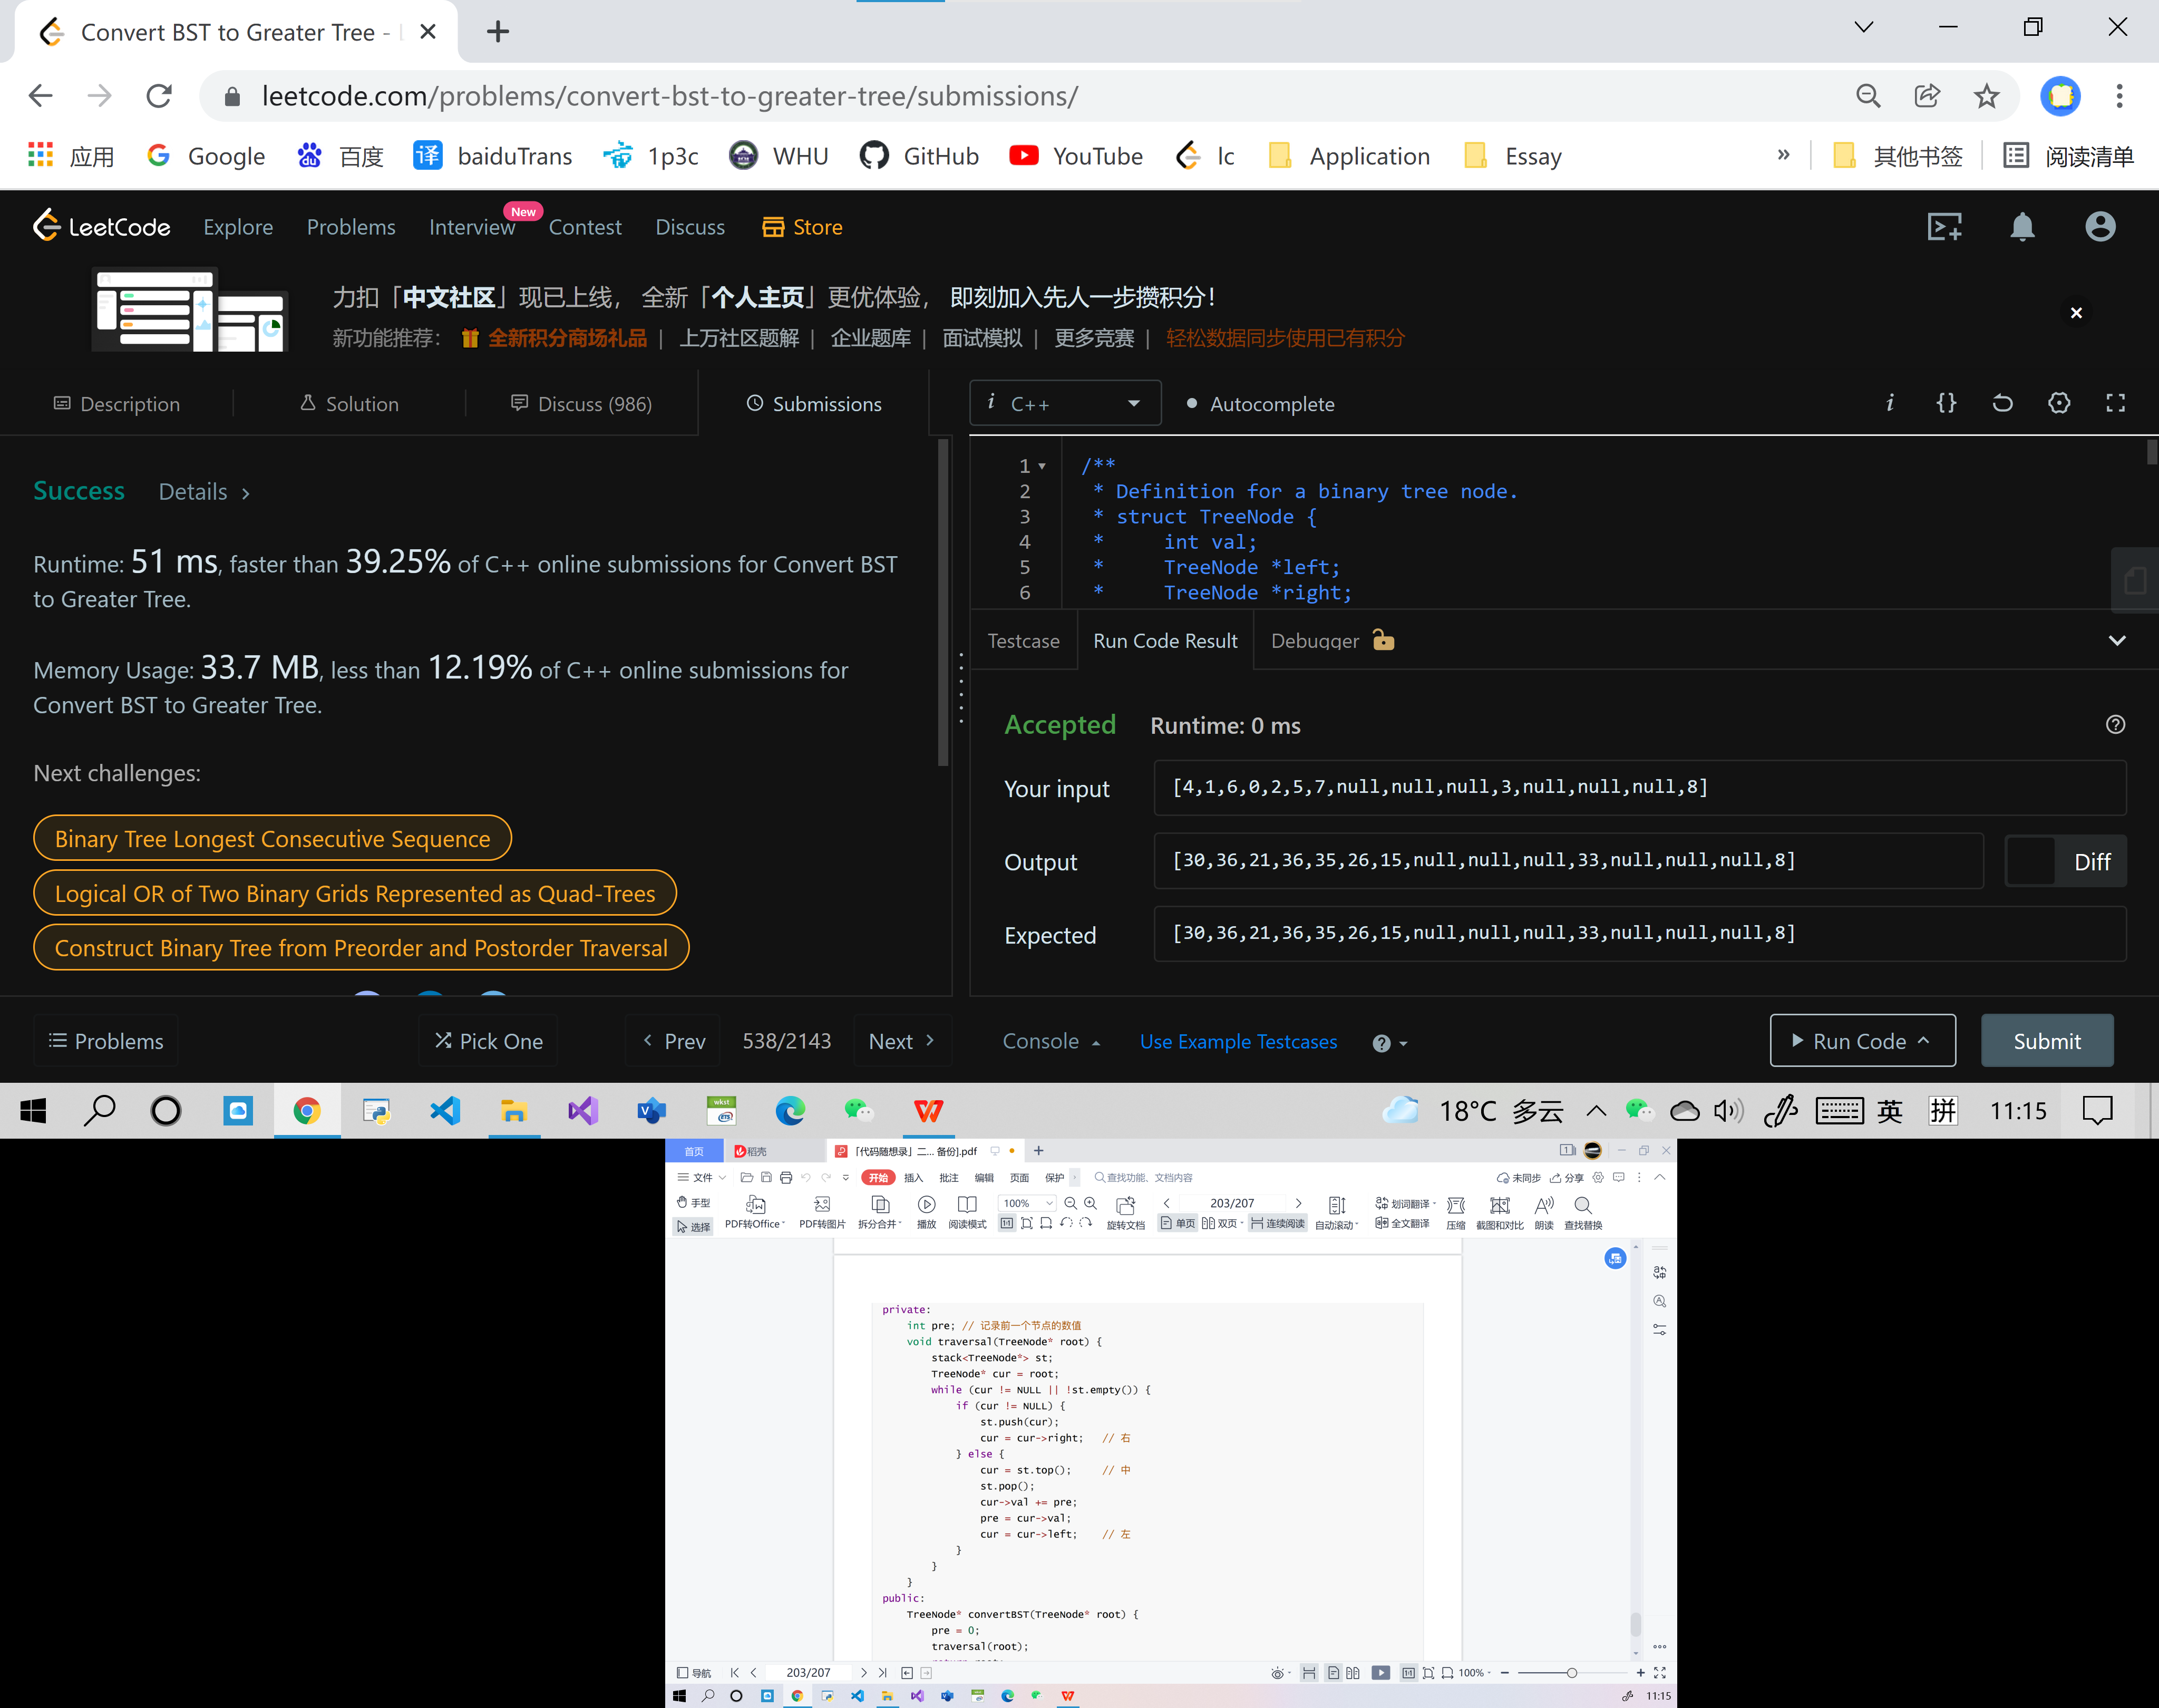 Convert BST to Greater Tree -
leetcode.com/problems/convert-bst-to-greater-tree/submissions/
应用 Google 百度 译 baiduTrans 1p3c WHU GitHub YouTube lc Application Essay » 其他书签 阅读清单
LeetCode Explore Problems Interview New Contest Discuss Store
力扣「中文社区」现已上线， 全新「个人主页」更优体验， 即刻加入先人一步攒积分！
新功能推荐： 全新积分商场礼品 | 上万社区题解 | 企业题库 | 面试模拟 | 更多竞赛 | 轻松数据同步使用已有积分
Description Solution Discuss (986) Submissions
Success Details >
Runtime: 51 ms, faster than 39.25% of C++ online submissions for Convert BST
to Greater Tree.
Memory Usage: 33.7 MB, less than 12.19% of C++ online submissions for
Convert BST to Greater Tree.
Next challenges:
Binary Tree Longest Consecutive Sequence
Logical OR of Two Binary Grids Represented as Quad-Trees
Construct Binary Tree from Preorder and Postorder Traversal
Problems Pick One < Prev 538/2143 Next >
i C++ Autocomplete i {}
1 /**
2 * Definition for a binary tree node.
3 * struct TreeNode {
4 * int val;
5 * TreeNode *left;
6 * TreeNode *right;
Testcase Run Code Result Debugger
Accepted Runtime: 0 ms
Your input [4,1,6,0,2,5,7,null,null,null,3,null,null,null,8]
Output [30,36,21,36,35,26,15,null,null,null,33,null,null,null,8] Diff
Expected [30,36,21,36,35,26,15,null,null,null,33,null,null,null,8]
Console Use Example Testcases Run Code Submit
18°C 多云 英 拼 11:15
首页 稻壳 「代码随想录」二... 备份].pdf
文件 开始 插入 批注 编辑 页面 保护 查找功能、文档内容 未同步 分享
手型 100% 203/207 划词翻译
选择 PDF转Office PDF转图片 拆分合并 播放 阅读模式 旋转文档 单页 双页 连续阅读 自动滚动 全文翻译 压缩 截图和对比 朗读 查找替换
private:
int pre; // 记录前一个节点的数值
void traversal(TreeNode* root) {
stack<TreeNode*> st;
TreeNode* cur = root;
while (cur != NULL || !st.empty()) {
if (cur != NULL) {
st.push(cur);
cur = cur->right; // 右
} else {
cur = st.top(); // 中
st.pop();
cur->val += pre;
pre = cur->val;
cur = cur->left; // 左
}
}
}
public:
TreeNode* convertBST(TreeNode* root) {
pre = 0;
traversal(root);
导航 203/207 100%
11:15